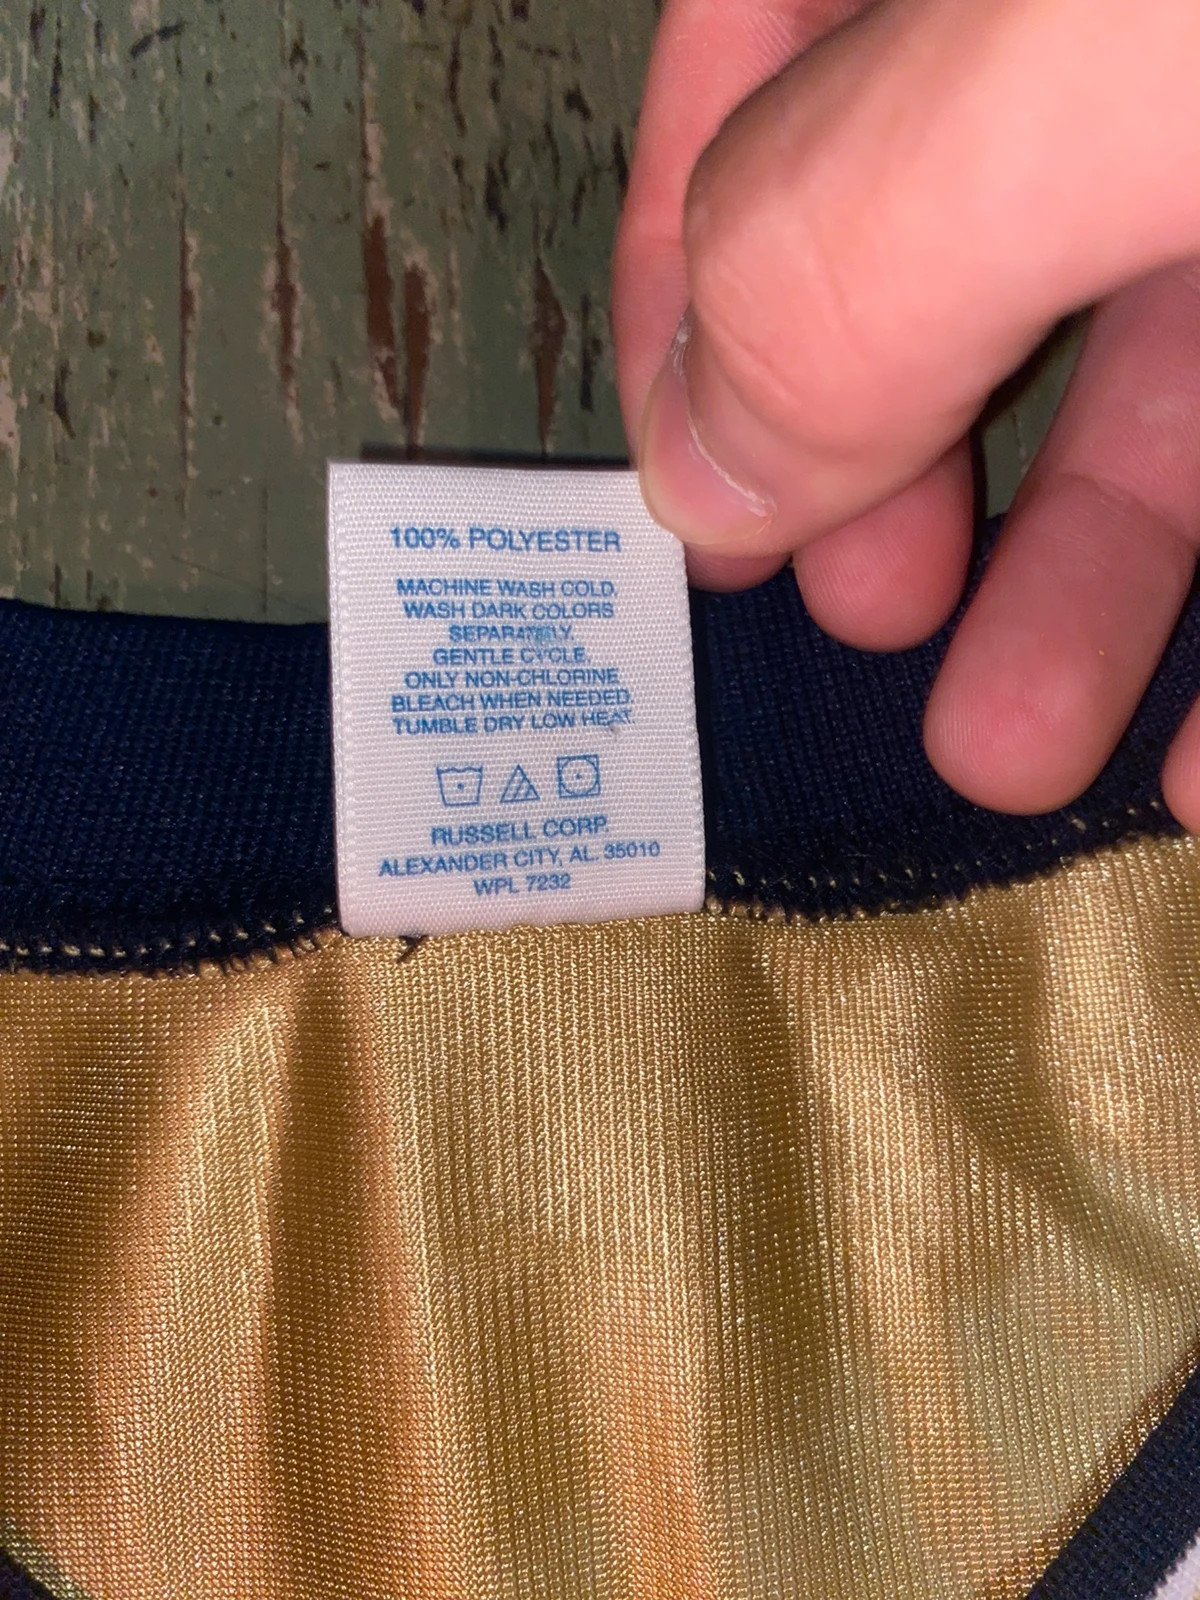 100% POLYESTER
MACHINE WASH COLD.
WASH DARK COLORS
SEPARATELY.
GENTLE CYCLE.
ONLY NON-CHLORINE
BLEACH WHEN NEEDED.
TUMBLE DRY LOW HEAT.
RUSSELL CORP.
ALEXANDER CITY, AL. 35010
WPL 7232